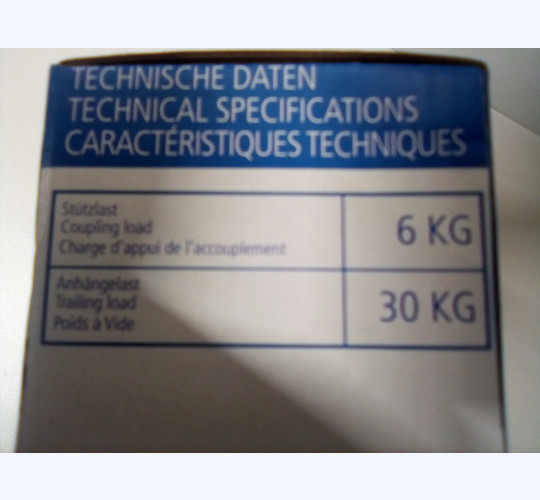 TECHNISCHE DATEN
TECHNICAL SPECIFICATIONS
CARACTÉRISTIQUES TECHNIQUES
Stützlast
Coupling load
Charge d'appui de l'accouplement
6 KG
Anhängelast
Trailing load
Poids à Vide
30 KG